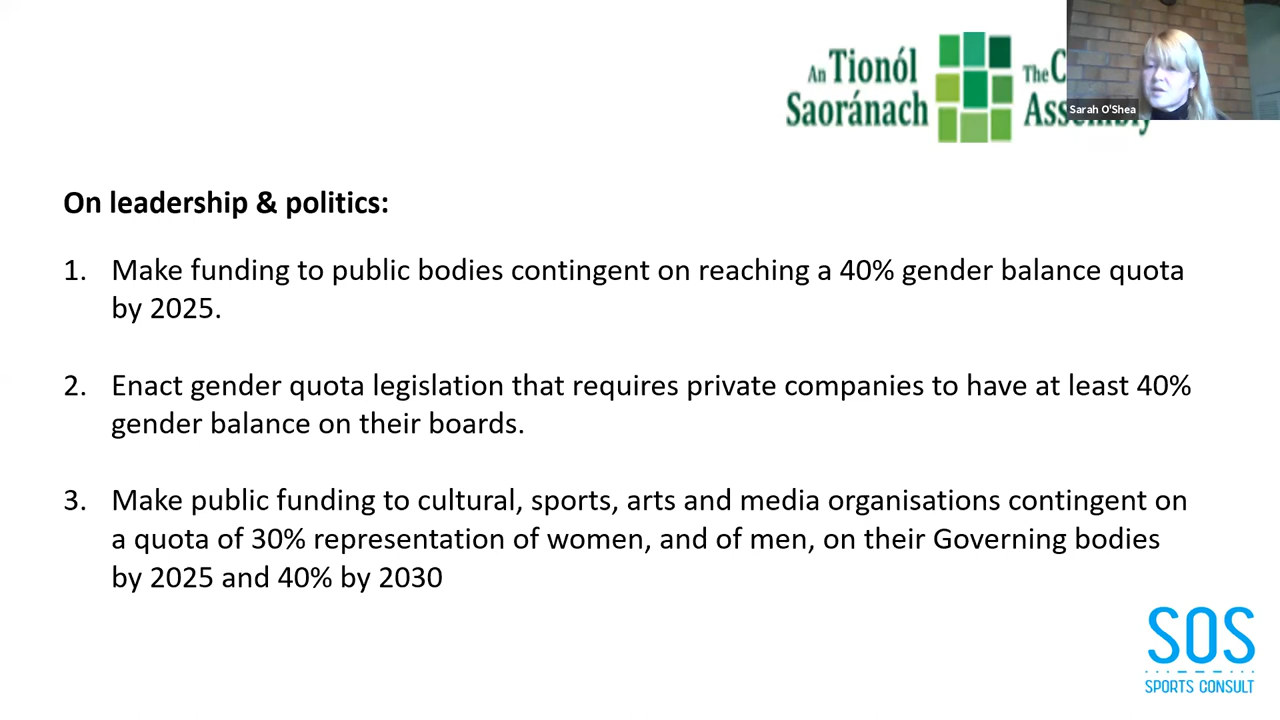 An Tionól
Saoránach
The
Sarah O'Shea
On leadership & politics:
1. Make funding to public bodies contingent on reaching a 40% gender balance quota
by 2025.
2. Enact gender quota legislation that requires private companies to have at least 40%
gender balance on their boards.
3. Make public funding to cultural, sports, arts and media organisations contingent on
a quota of 30% representation of women, and of men, on their Governing bodies
by 2025 and 40% by 2030
SOS
SPORTS CONSULT